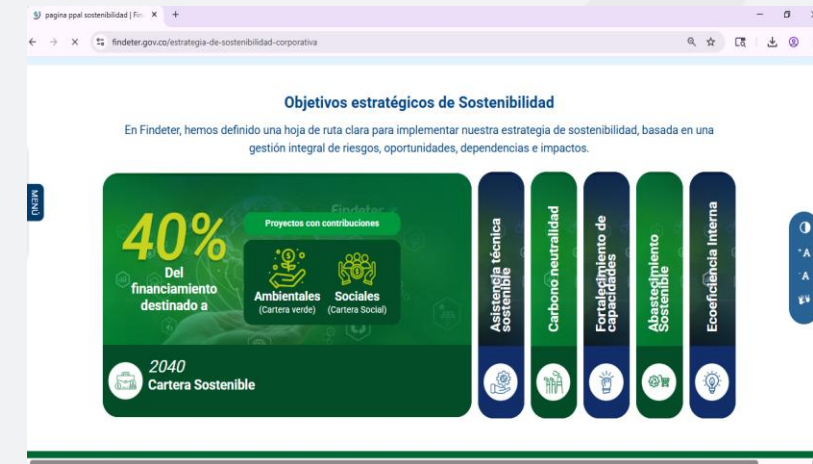 pagina ppal sostenibilidad | Fin
findeter.gov.co/estrategia-de-sostenibilidad-corporativa
Objetivos estratégicos de Sostenibilidad
En Findeter, hemos definido una hoja de ruta clara para implementar nuestra estrategia de sostenibilidad, basada en una
gestión integral de riesgos, oportunidades, dependencias e impactos.
MENÚ
Findeter
40%
Del
financiamiento
destinado a
Proyectos con contribuciones
Ambientales
(Cartera verde)
Sociales
(Cartera Social)
2040
Cartera Sostenible
Asistencia técnica
sostenible
Carbono neutralidad
Fortalecimiento de
capacidades
Abastecimiento
Sostenible
Ecoeficiencia Interna
+A
-A